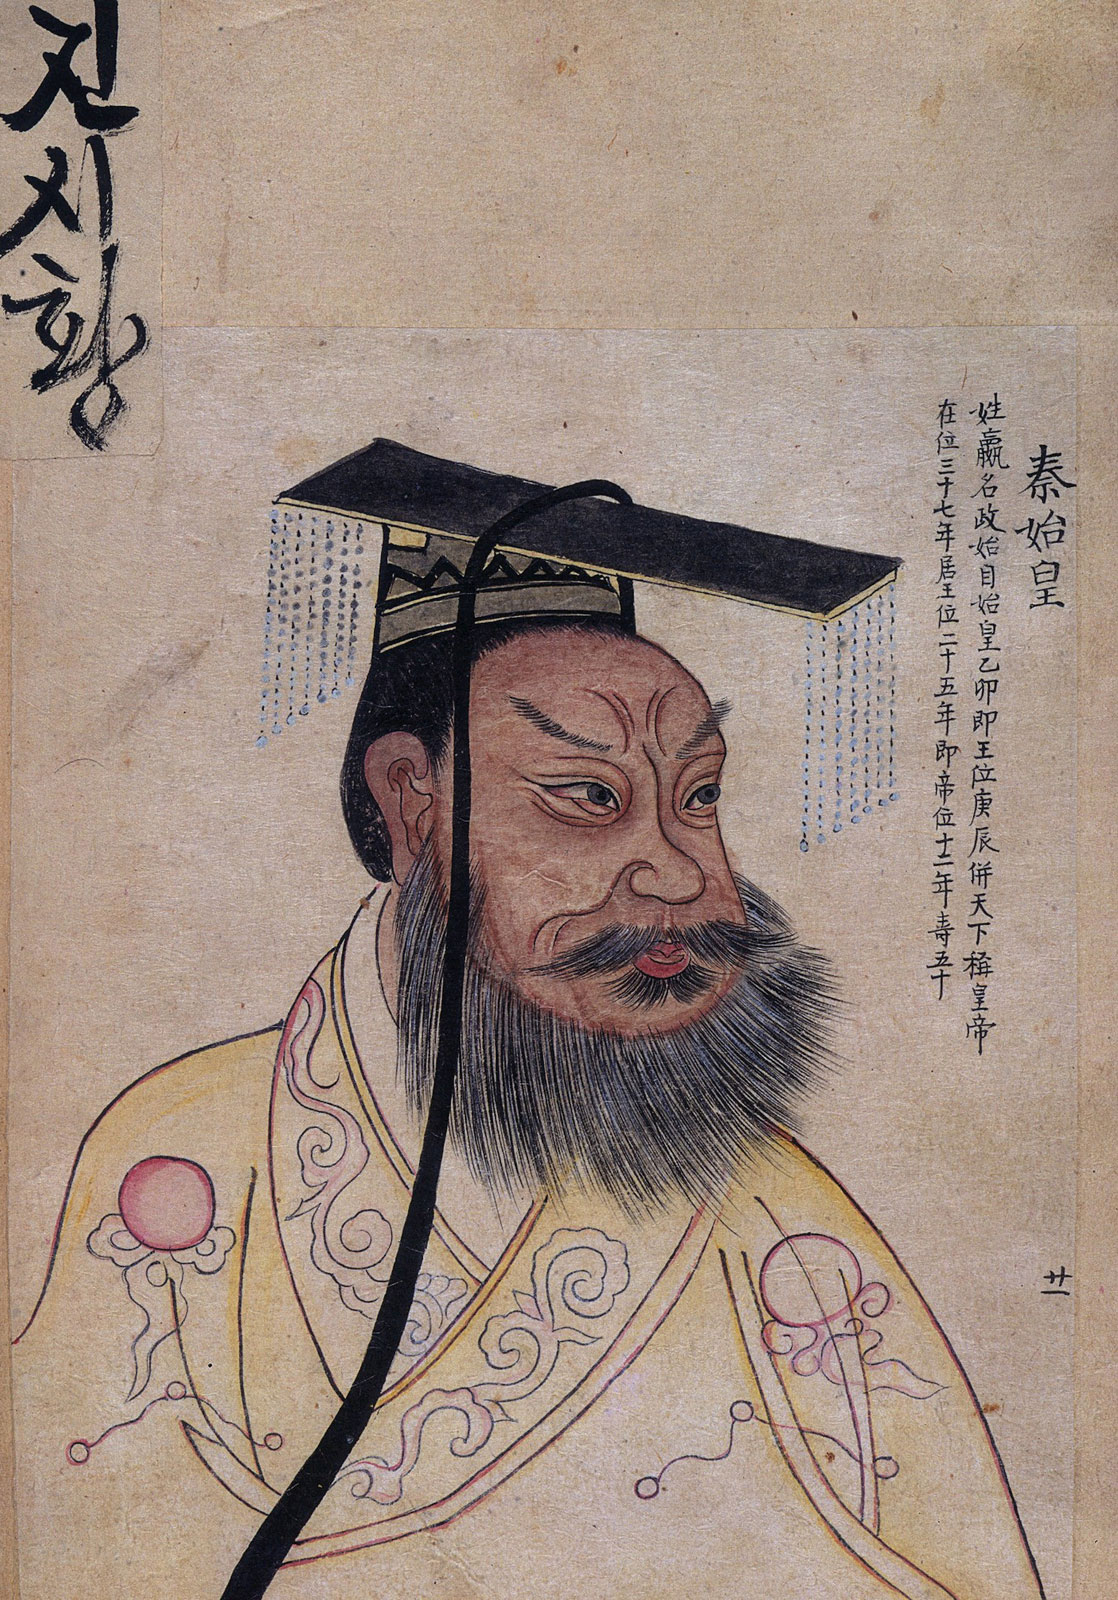 진시황
秦始皇
姓嬴名政始自始皇乙卯即王位庚辰併天下稱皇帝
在位三十七年居王位二十五年即帝位十二年壽五十
廿一